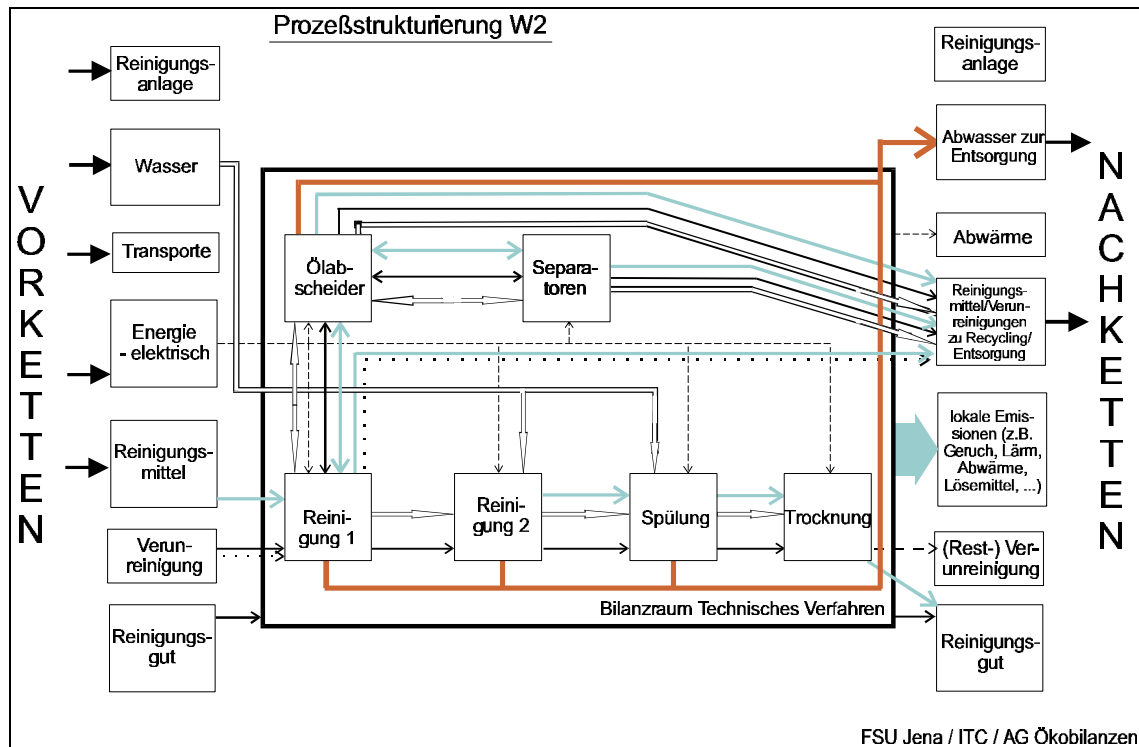 Prozeßstrukturierung W2
VORKETTEN
Reinigungs-
anlage
Wasser
Transporte
Energie
- elektrisch
Reinigungs-
mittel
Verun-
reinigung
Reinigungs-
gut
Ölab-
scheider
Separa-
toren
Reini-
gung 1
Reini-
gung 2
Spülung
Trocknung
Bilanzraum Technisches Verfahren
Reinigungs-
anlage
Abwasser zur
Entsorgung
Abwärme
Reinigungs-
mittel/Verun-
reinigungen
zu Recycling/
Entsorgung
lokale Emis-
sionen (z.B.
Geruch, Lärm,
Abwärme,
Lösemittel, ...)
(Rest-) Ver-
unreinigung
Reinigungs-
gut
NACHKETTEN
FSU Jena / ITC / AG Ökobilanzen